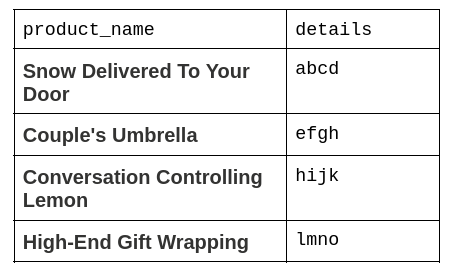 product_name details
Snow Delivered To Your abcd
Door
Couple's Umbrella efgh
Conversation Controlling hijk
Lemon
High-End Gift Wrapping lmno